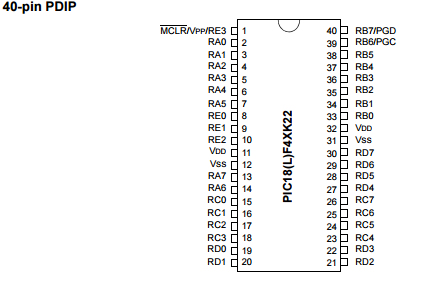 40-pin PDIP
MCLR/VPP/RE3 1 40 RB7/PGD
RA0 2 39 RB6/PGC
RA1 3 38 RB5
RA2 4 37 RB4
RA3 5 36 RB3
RA4 6 35 RB2
RA5 7 34 RB1
RE0 8 33 RB0
RE1 9 32 VDD
RE2 10 31 VSS
VDD 11 30 RD7
VSS 12 29 RD6
RA7 13 28 RD5
RA6 14 27 RD4
RC0 15 26 RC7
RC1 16 25 RC6
RC2 17 24 RC5
RC3 18 23 RC4
RD0 19 22 RD3
RD1 20 21 RD2
PIC18(L)F4XK22